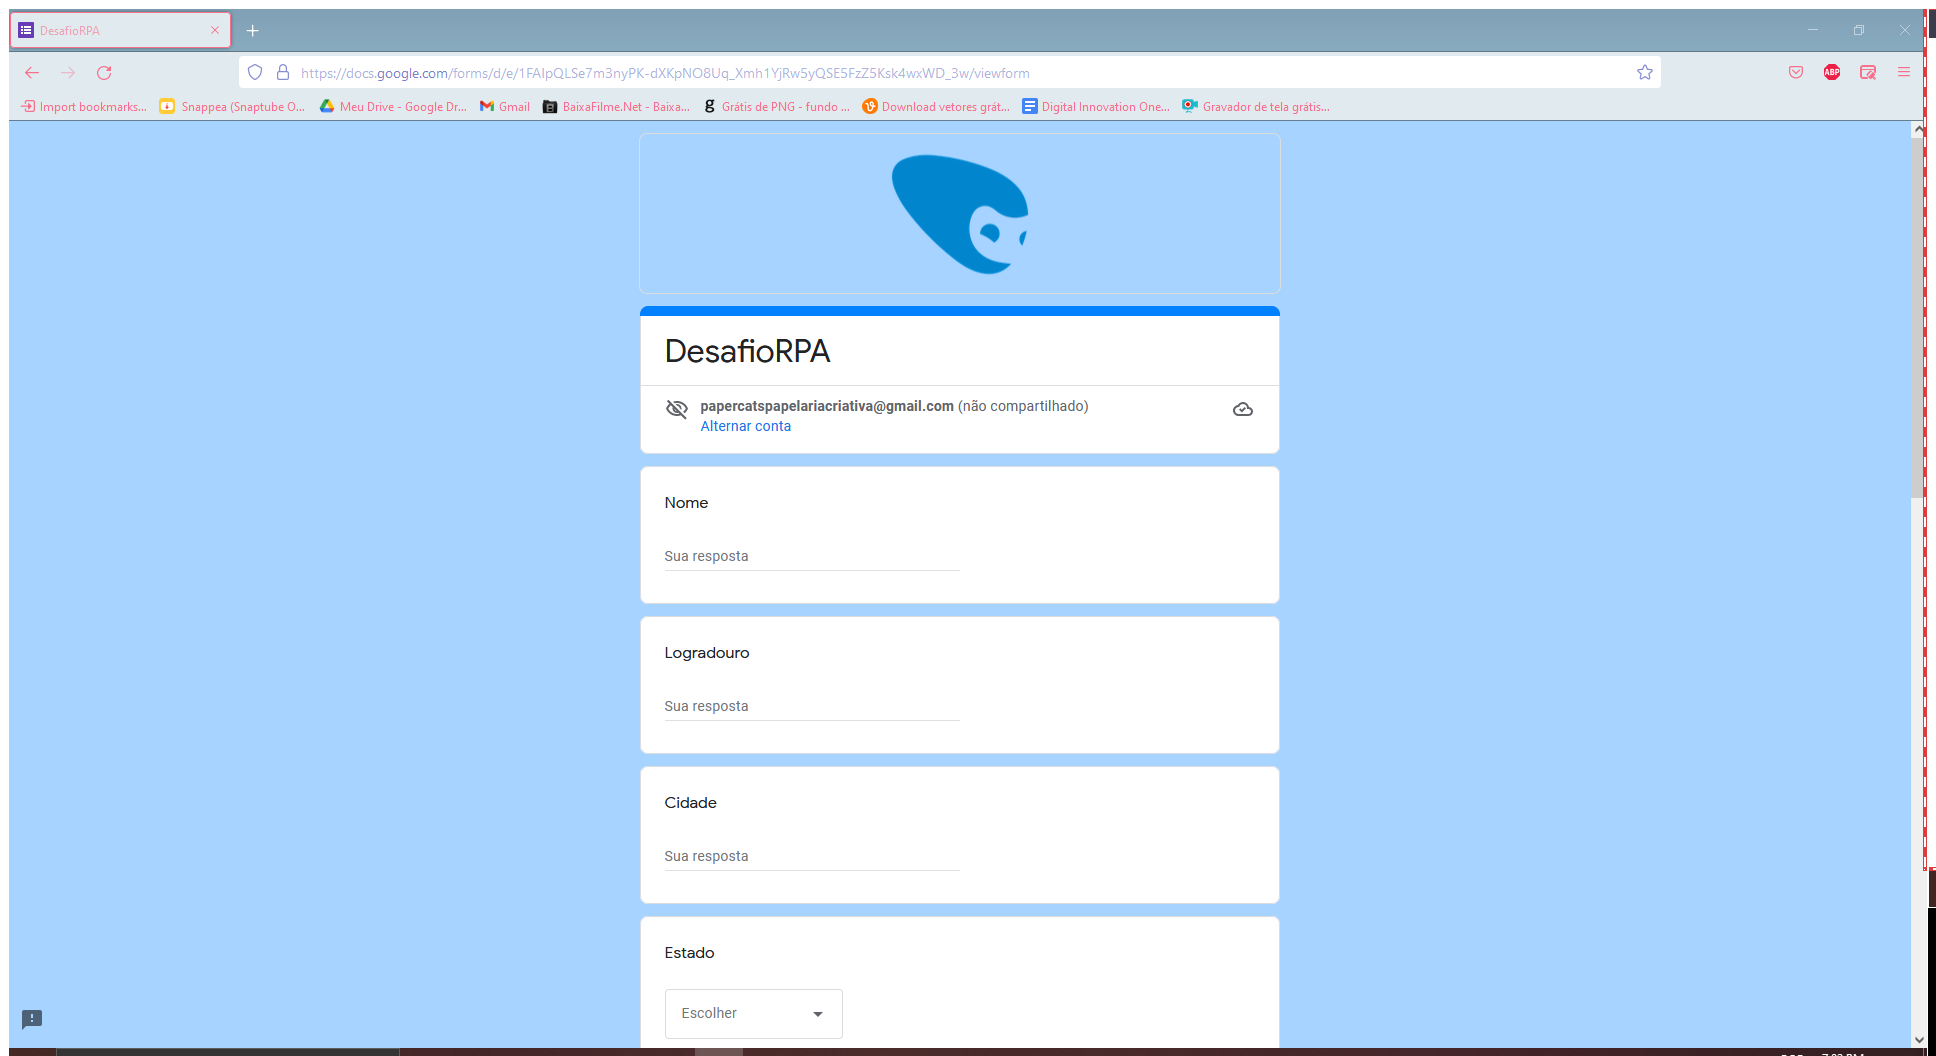 DesafioRPA
https://docs.google.com/forms/d/e/1FAIpQLSe7m3nyPK-dXKpNO8Uq_Xmh1YjRw5yQSE5FzZ5Ksk4wxWD_3w/viewform
ABP
Import bookmarks... Snappea (Snaptube O... Meu Drive - Google Dr... Gmail BaixaFilme.Net - Baixa... Grátis de PNG - fundo ... Download vetores grát... Digital Innovation One... Gravador de tela grátis...
DesafioRPA
papercatspapelariacriativa@gmail.com (não compartilhado)
Alternar conta
Nome
Sua resposta
Logradouro
Sua resposta
Cidade
Sua resposta
Estado
Escolher